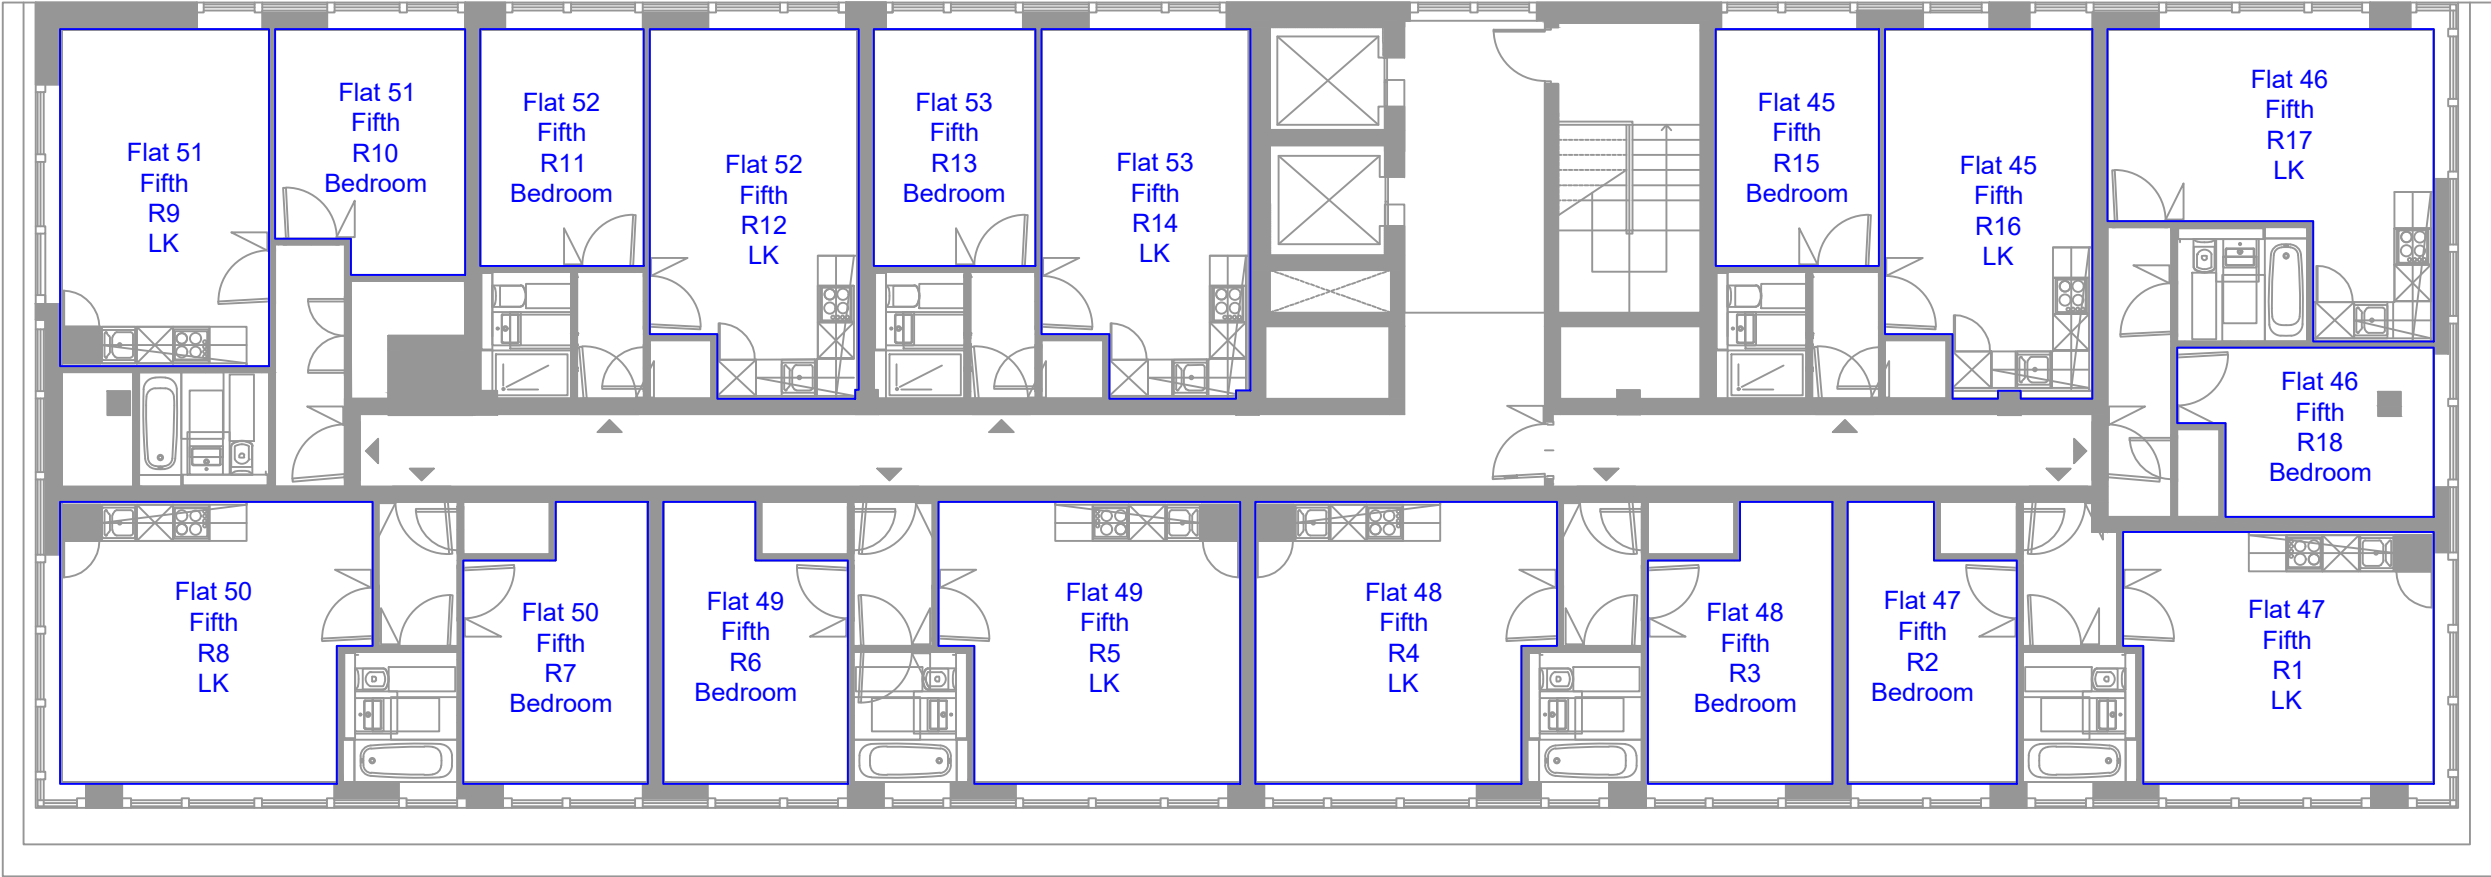 Flat 51
Fifth
R9
LK
Flat 51
Fifth
R10
Bedroom
Flat 52
Fifth
R11
Bedroom
Flat 52
Fifth
R12
LK
Flat 53
Fifth
R13
Bedroom
Flat 53
Fifth
R14
LK
Flat 45
Fifth
R15
Bedroom
Flat 45
Fifth
R16
LK
Flat 46
Fifth
R17
LK
Flat 46
Fifth
R18
Bedroom
Flat 50
Fifth
R8
LK
Flat 50
Fifth
R7
Bedroom
Flat 49
Fifth
R6
Bedroom
Flat 49
Fifth
R5
LK
Flat 48
Fifth
R4
LK
Flat 48
Fifth
R3
Bedroom
Flat 47
Fifth
R2
Bedroom
Flat 47
Fifth
R1
LK